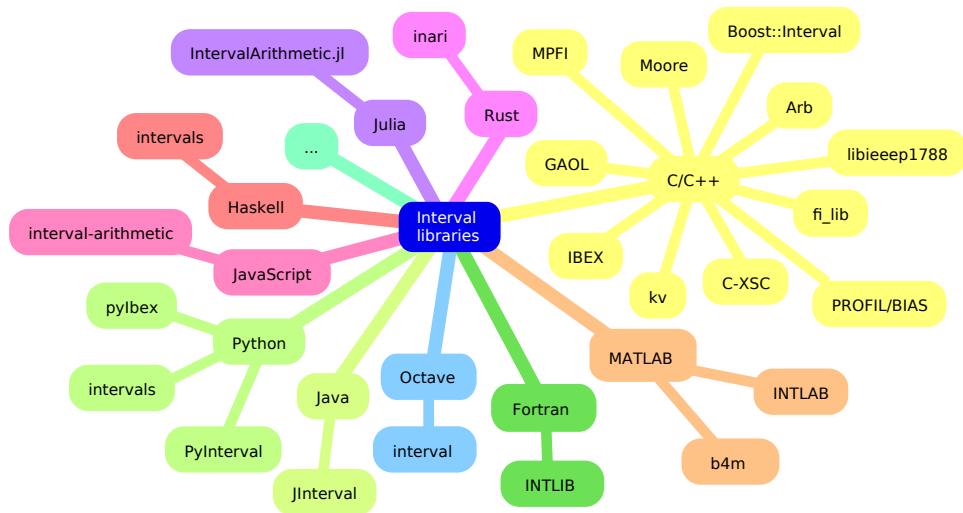 Interval
libraries
C/C++
MPFI
Moore
Boost::Interval
Arb
libieeep1788
fi_lib
PROFIL/BIAS
C-XSC
kv
IBEX
GAOL
MATLAB
INTLAB
b4m
Fortran
INTLIB
Octave
interval
Java
JInterval
Python
pyIbex
intervals
PyInterval
JavaScript
interval-arithmetic
Haskell
intervals
...
Julia
IntervalArithmetic.jl
Rust
inari